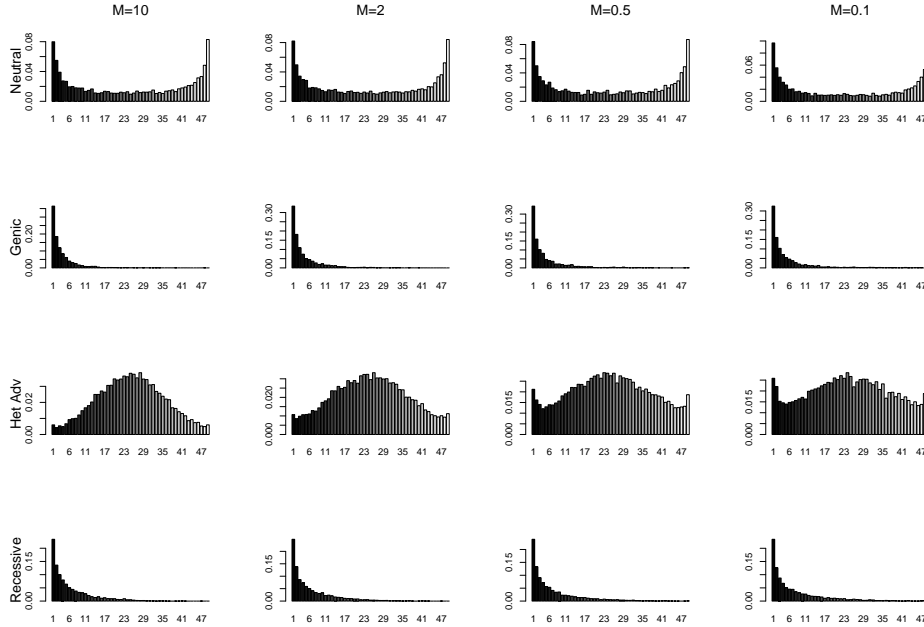 M=10 M=2 M=0.5 M=0.1
Neutral
0.00 0.04 0.08
1 6 11 17 23 29 35 41 47
0.00 0.04 0.08
1 6 11 17 23 29 35 41 47
0.00 0.04 0.08
1 6 11 17 23 29 35 41 47
0.00 0.06
1 6 11 17 23 29 35 41 47
Genic
0.00 0.20
1 6 11 17 23 29 35 41 47
0.00 0.15 0.30
1 6 11 17 23 29 35 41 47
0.00 0.15 0.30
1 6 11 17 23 29 35 41 47
0.00 0.15 0.30
1 6 11 17 23 29 35 41 47
Het Adv
0.00 0.02
1 6 11 17 23 29 35 41 47
0.000 0.020
1 6 11 17 23 29 35 41 47
0.000 0.015
1 6 11 17 23 29 35 41 47
0.000 0.015
1 6 11 17 23 29 35 41 47
Recessive
0.00 0.15
1 6 11 17 23 29 35 41 47
0.00 0.15
1 6 11 17 23 29 35 41 47
0.00 0.15
1 6 11 17 23 29 35 41 47
0.00 0.15
1 6 11 17 23 29 35 41 47